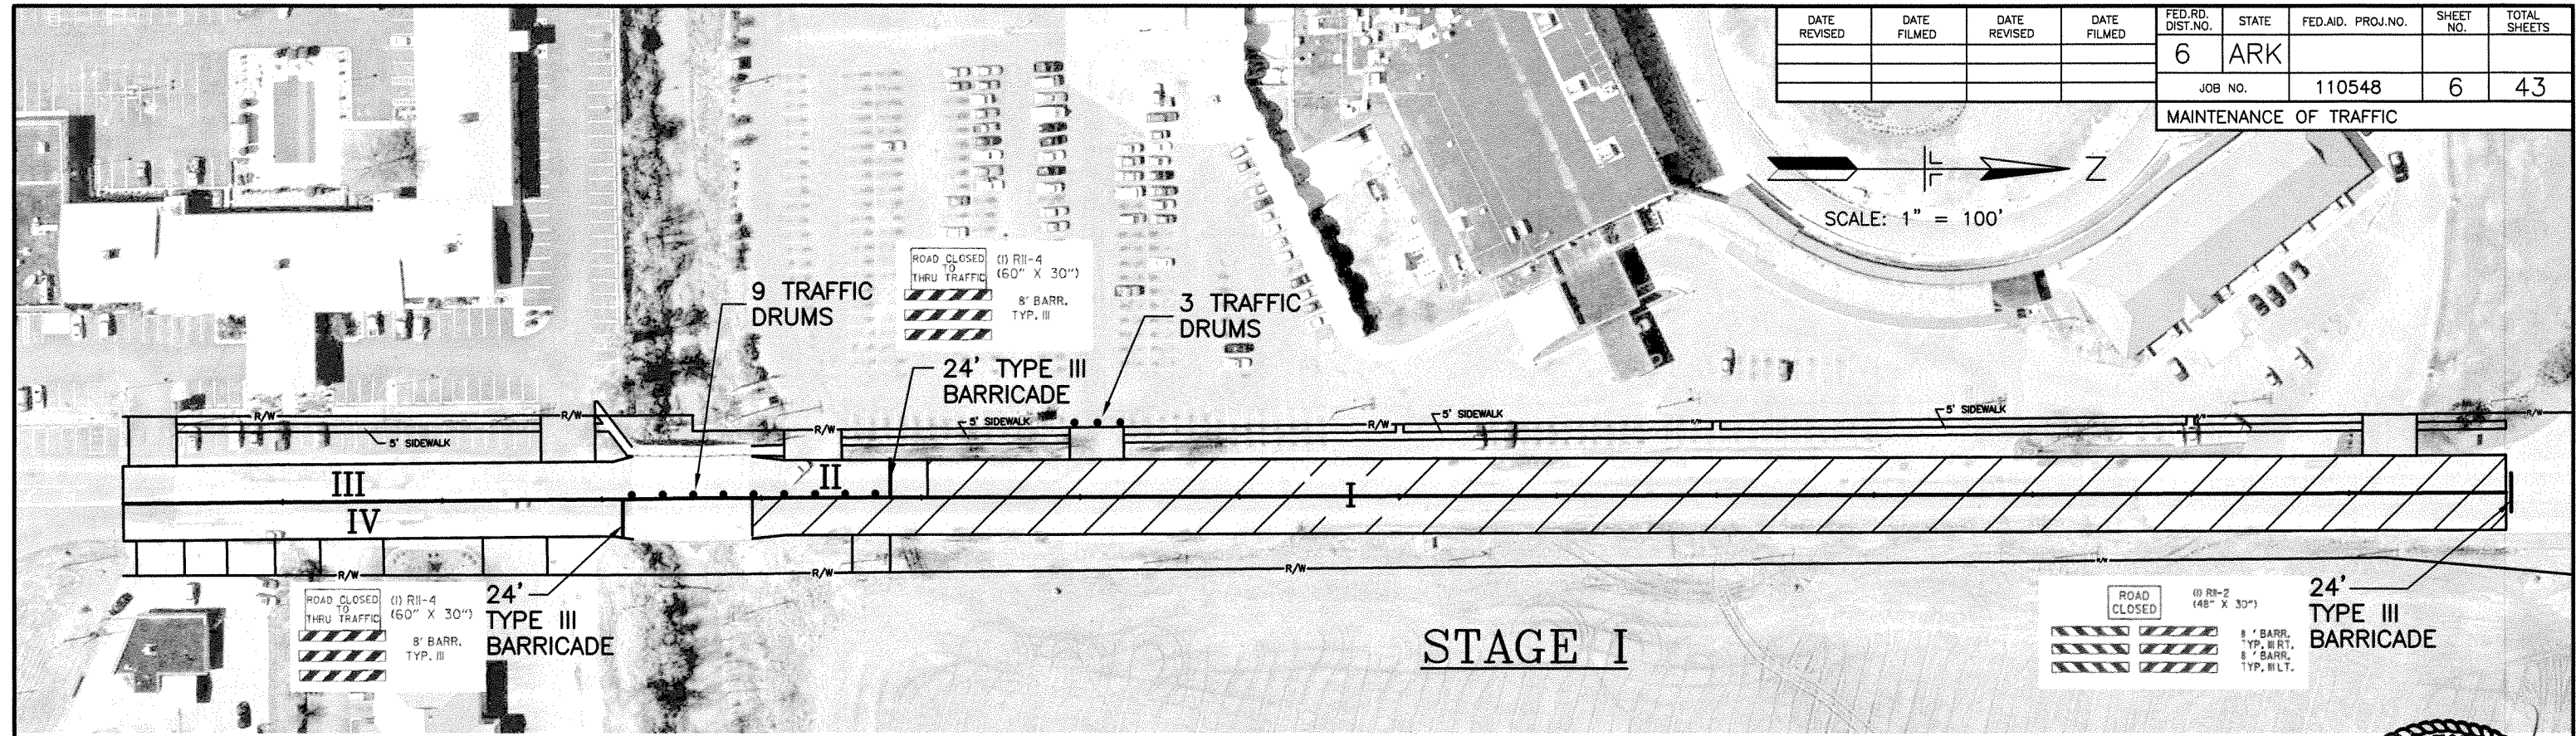 DATE REVISED
DATE FILMED
DATE REVISED
DATE FILMED
FED.RD. DIST.NO.
STATE
FED.AID. PROJ.NO.
SHEET NO.
TOTAL SHEETS
6
ARK
JOB NO.
110548
6
43
MAINTENANCE OF TRAFFIC
N
SCALE: 1" = 100'
ROAD CLOSED
TO
THRU TRAFFIC
(1) R11-4
(60" X 30")
8' BARR.
TYP. III
9 TRAFFIC
DRUMS
3 TRAFFIC
DRUMS
24' TYPE III
BARRICADE
R/W
R/W
R/W
R/W
R/W
R/W
R/W
5' SIDEWALK
5' SIDEWALK
5' SIDEWALK
5' SIDEWALK
III
II
I
IV
R/W
R/W
R/W
R/W
ROAD CLOSED
TO
THRU TRAFFIC
(1) R11-4
(60" X 30")
8' BARR.
TYP. III
24'
TYPE III
BARRICADE
STAGE I
ROAD
CLOSED
(1) R11-2
(48" X 30")
8' BARR.
TYP. III RT.
8' BARR.
TYP. III LT.
24'
TYPE III
BARRICADE